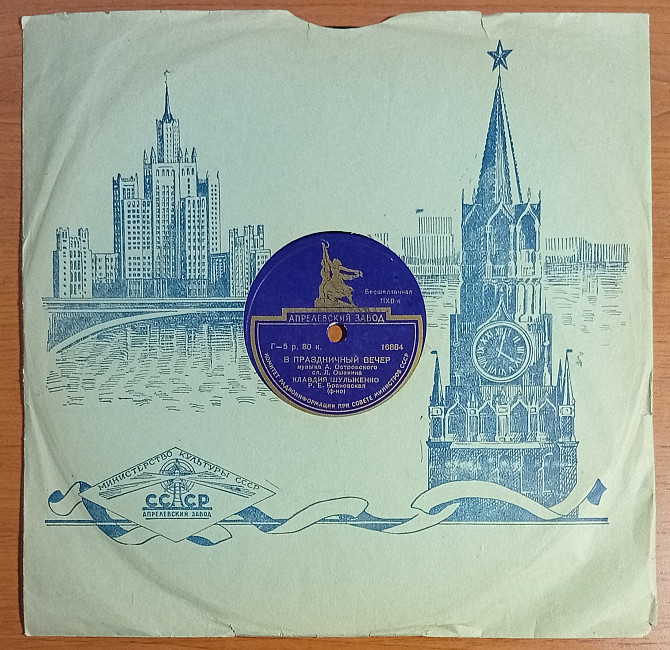 Бесшеллачная
ПХВ-к
АПРЕЛЕВСКИЙ ЗАВОД
Г—5 р. 80 к. 16884
В ПРАЗДНИЧНЫЙ ВЕЧЕР
музыка А. Островского
сл. Л. Ошанина
КЛАВДИЯ ШУЛЬЖЕНКО
Р. Е. Брановская
(ф-но)
КОМИТЕТ РАДИОИНФОРМАЦИИ ПРИ СОВЕТЕ МИНИСТРОВ СССР
МИНИСТЕРСТВО КУЛЬТУРЫ СССР
СССР
АПРЕЛЕВСКИЙ ЗАВОД